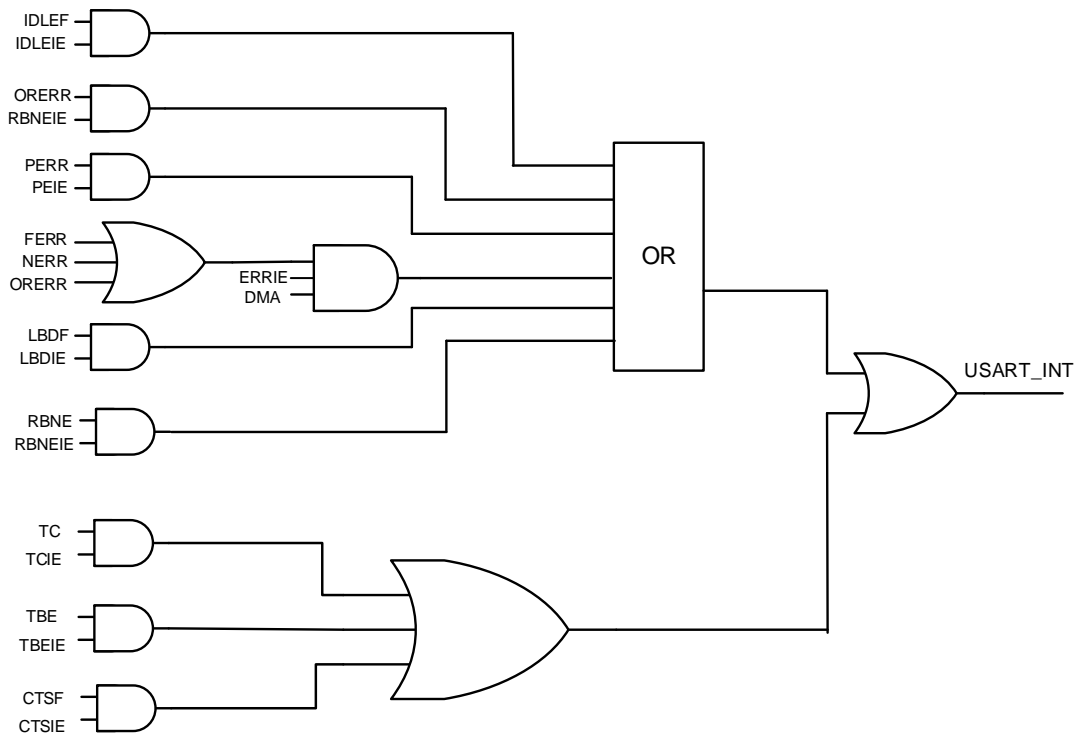 IDLEF
IDLEIE
ORERR
RBNEIE
PERR
PEIE
FERR
NERR
ORERR
ERRIE
DMA
LBDF
LBDIE
RBNE
RBNEIE
OR
USART_INT
TC
TCIE
TBE
TBEIE
CTSF
CTSIE